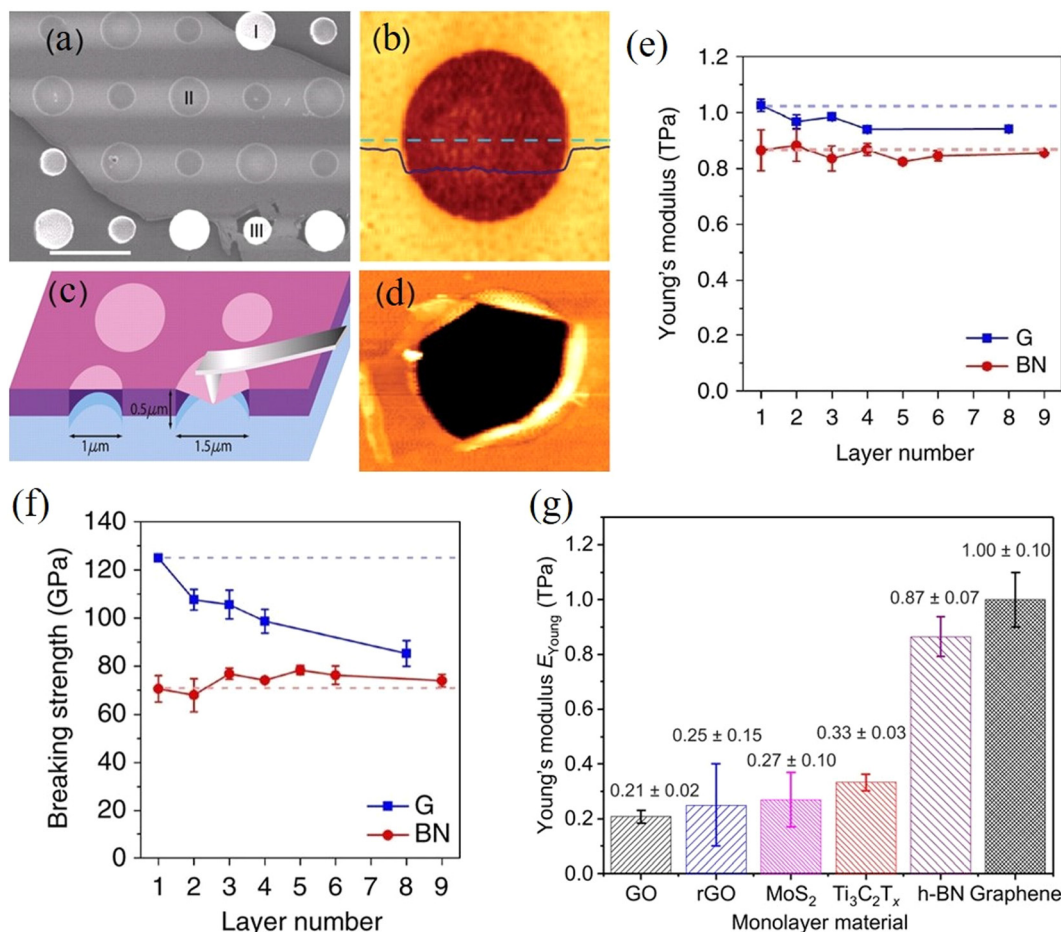 (a)
I
II
III
(b)
(c)
0.5μm
1μm
1.5μm
(d)
(e)
Young's modulus (TPa)
1.2
1.0
0.8
0.6
0.4
0.2
0.0
G
BN
1 2 3 4 5 6 7 8 9
Layer number
(f)
Breaking strength (GPa)
140
120
100
80
60
40
20
0
G
BN
1 2 3 4 5 6 7 8 9
Layer number
(g)
Young's modulus E_Young (TPa)
1.2
1.0
0.8
0.6
0.4
0.2
0.0
0.21 ± 0.02
0.25 ± 0.15
0.27 ± 0.10
0.33 ± 0.03
0.87 ± 0.07
1.00 ± 0.10
GO rGO MoS₂ Ti₃C₂Tₓ h-BN Graphene
Monolayer material